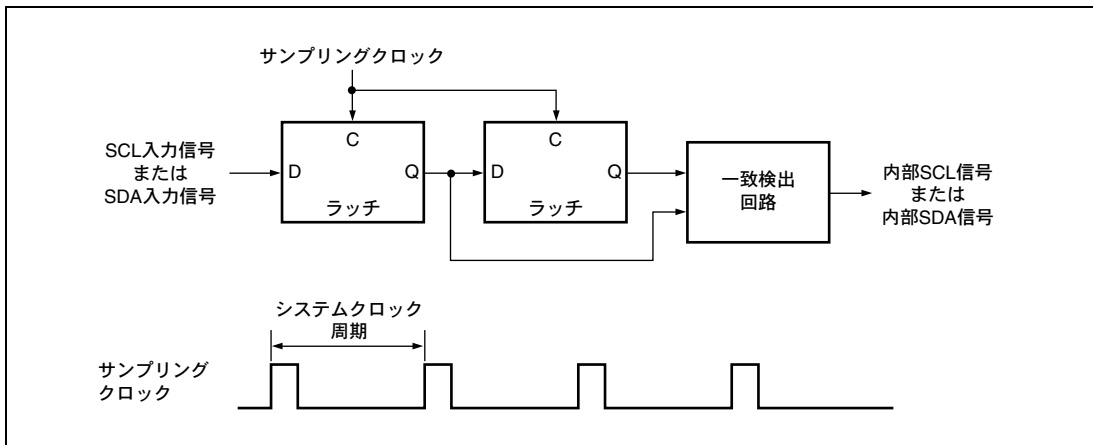 サンプリングクロック
SCL入力信号
または
SDA入力信号
C
D
Q
ラッチ
C
D
Q
ラッチ
一致検出
回路
内部SCL信号
または
内部SDA信号
システムクロック
周期
サンプリング
クロック